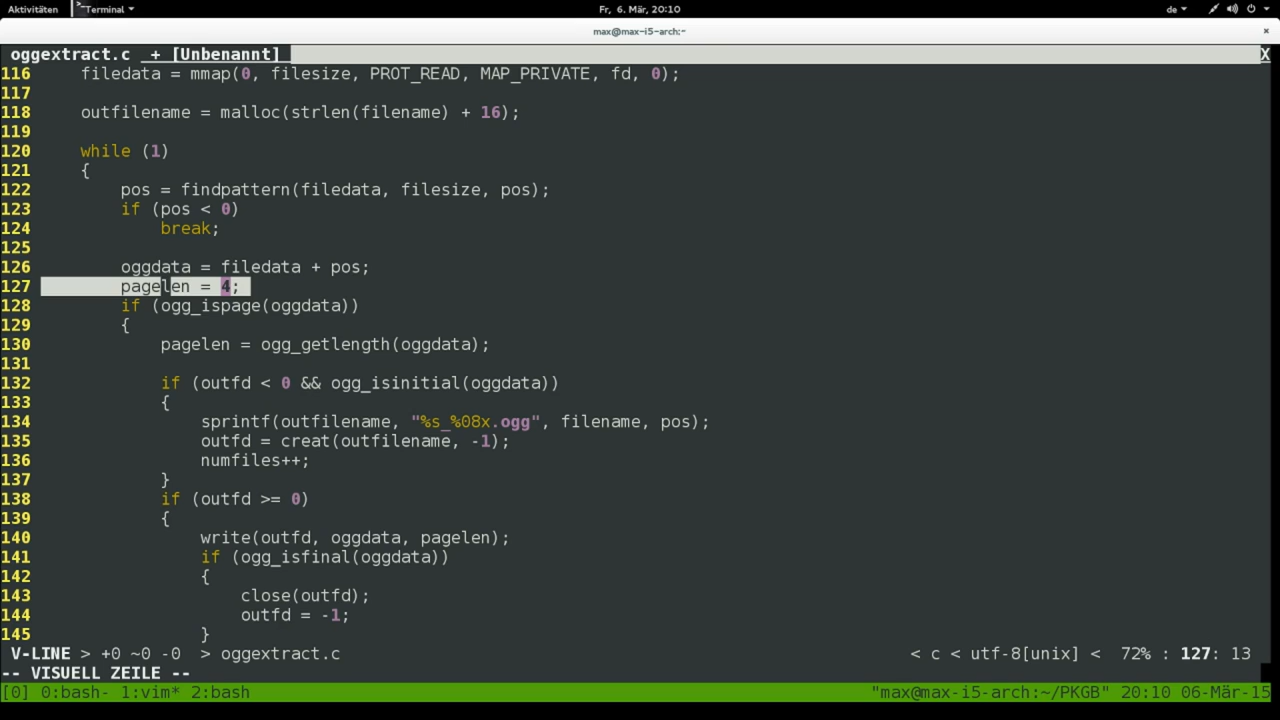 Aktivitäten Terminal Fr, 6. Mär, 20:10 de
max@max-i5-arch:~ ×
oggextract.c + [Unbenannt] X
116 filedata = mmap(0, filesize, PROT_READ, MAP_PRIVATE, fd, 0);
117
118 outfilename = malloc(strlen(filename) + 16);
119
120 while (1)
121 {
122 pos = findpattern(filedata, filesize, pos);
123 if (pos < 0)
124 break;
125
126 oggdata = filedata + pos;
127 pagelen = 4;
128 if (ogg_ispage(oggdata))
129 {
130 pagelen = ogg_getlength(oggdata);
131
132 if (outfd < 0 && ogg_isinitial(oggdata))
133 {
134 sprintf(outfilename, "%s_%08x.ogg", filename, pos);
135 outfd = creat(outfilename, -1);
136 numfiles++;
137 }
138 if (outfd >= 0)
139 {
140 write(outfd, oggdata, pagelen);
141 if (ogg_isfinal(oggdata))
142 {
143 close(outfd);
144 outfd = -1;
145 }
V-LINE > +0 ~0 -0 > oggextract.c < c < utf-8[unix] < 72% : 127: 13
-- VISUELL ZEILE --
[0] 0:bash- 1:vim* 2:bash "max@max-i5-arch:~/PKGB" 20:10 06-Mär-15